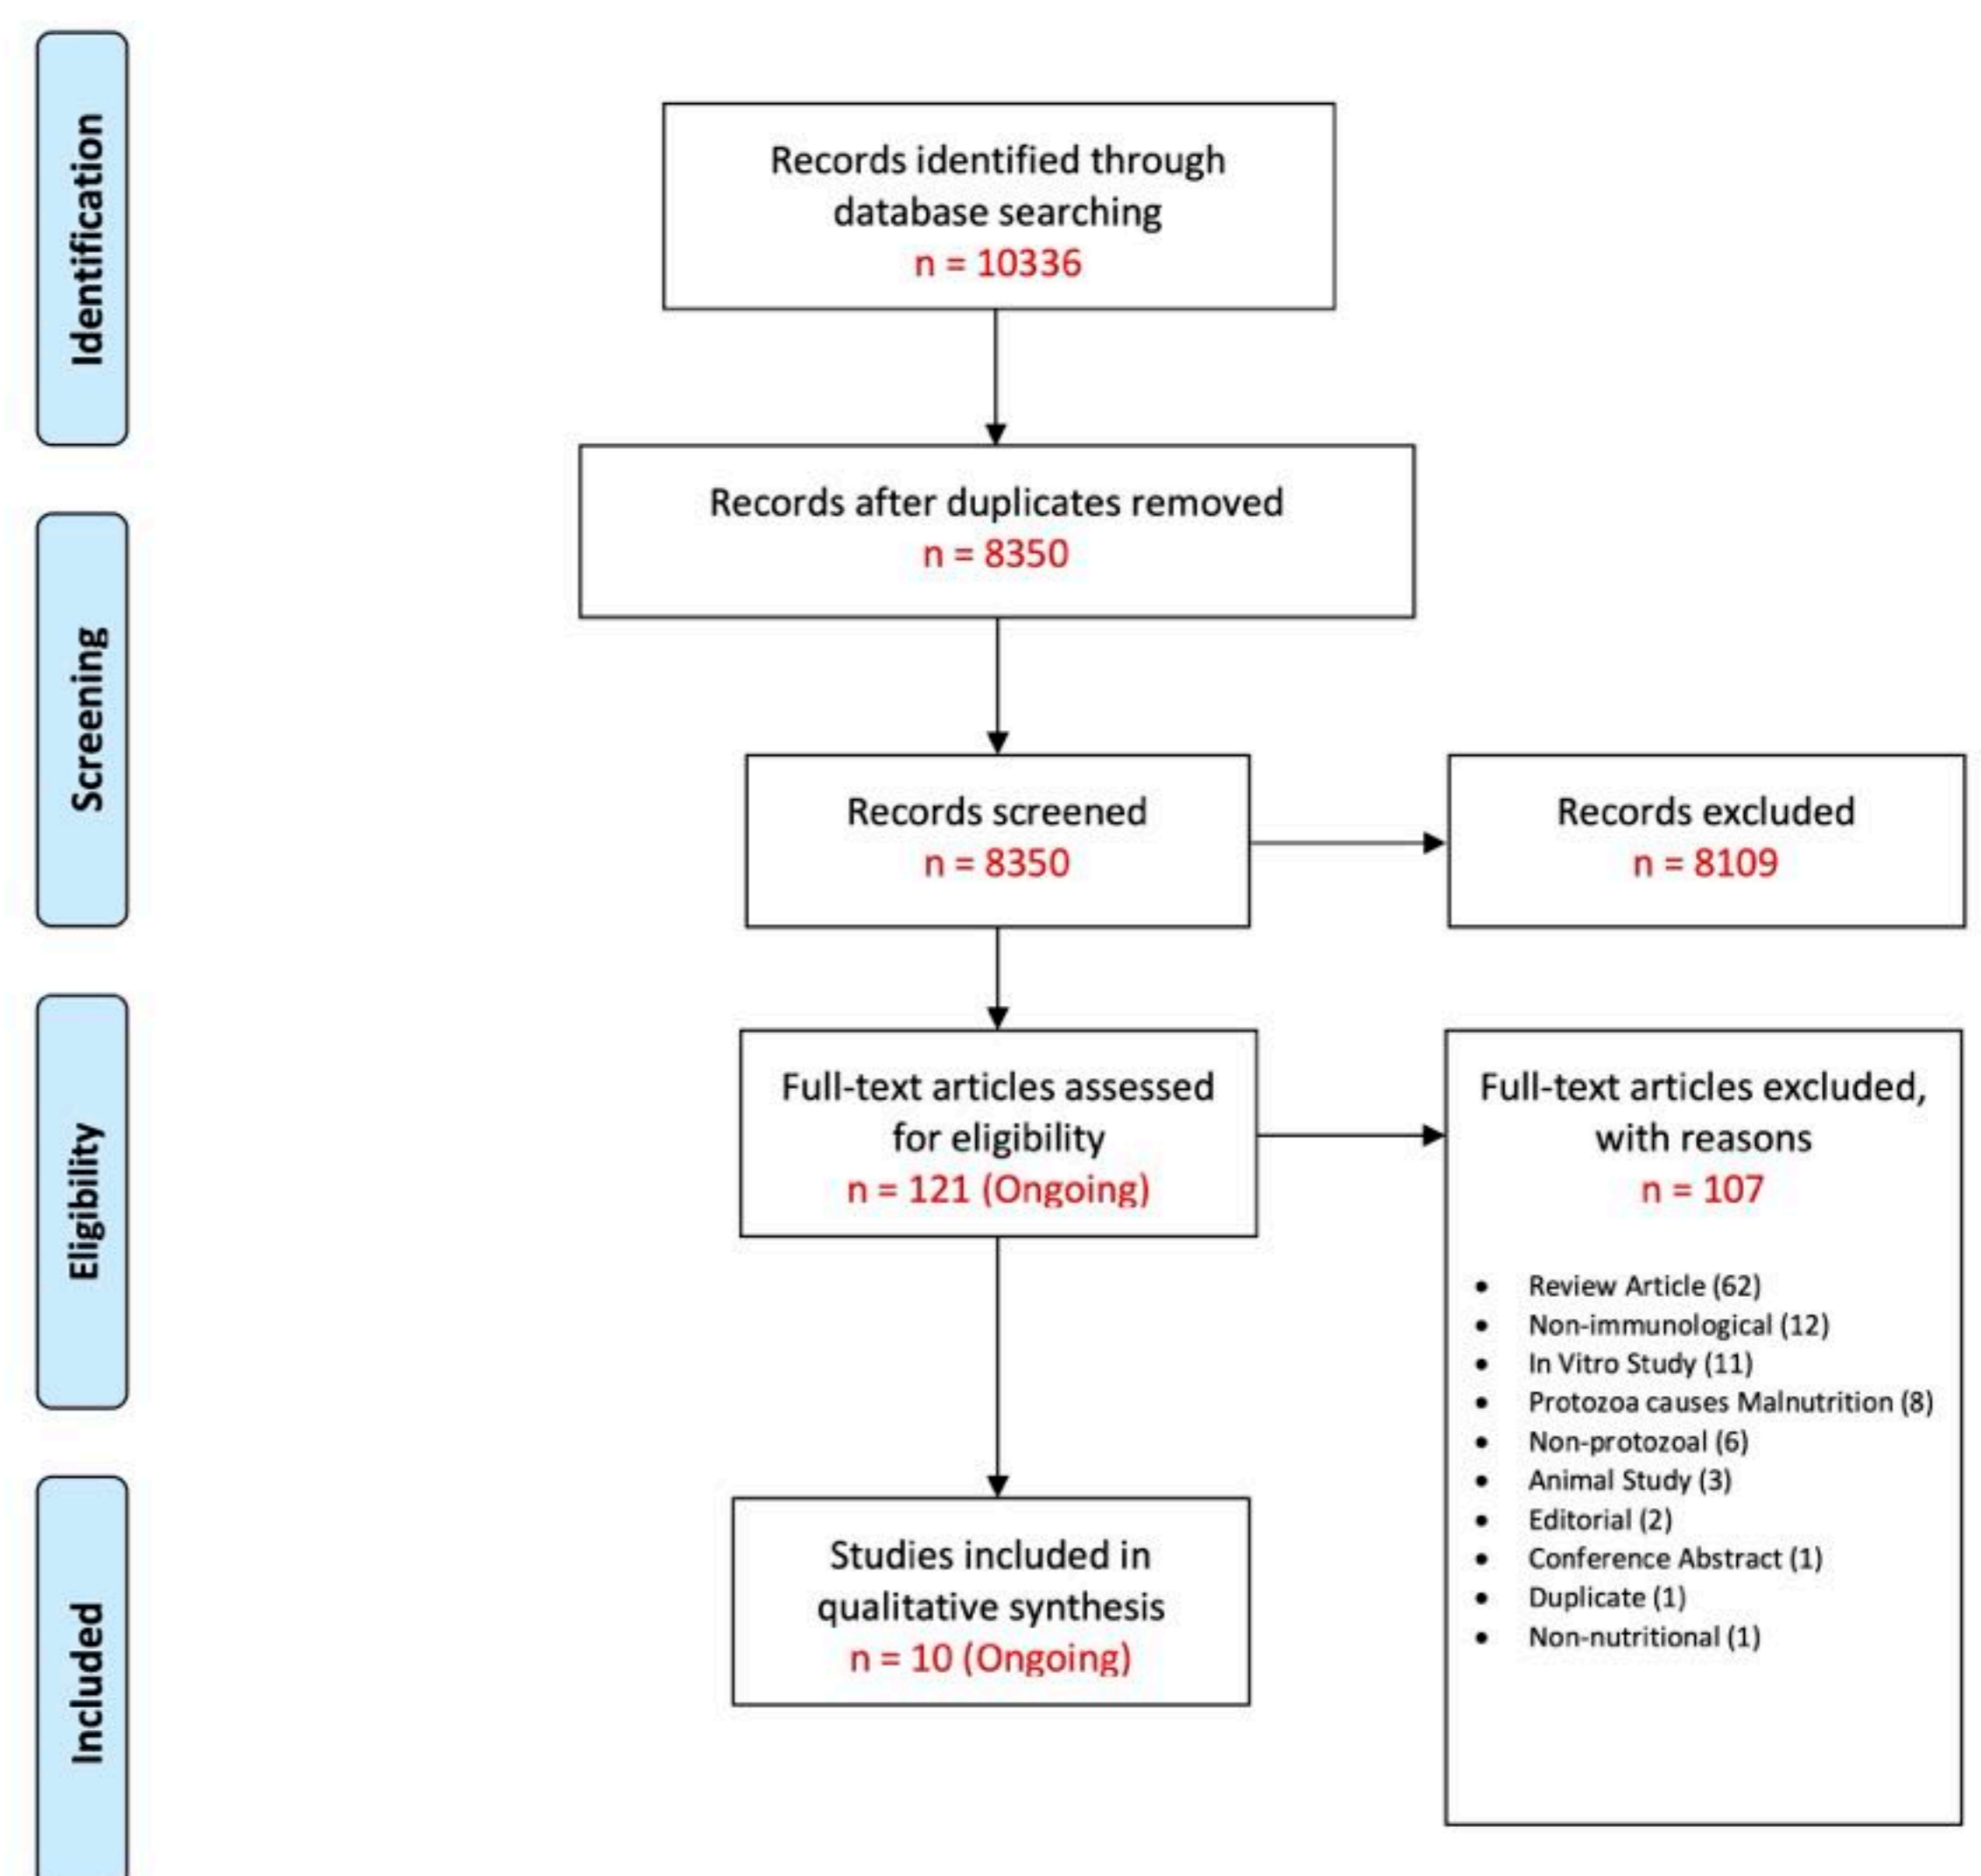 Identification
Records identified through
database searching
n = 10336
Records after duplicates removed
n = 8350
Screening
Records screened
n = 8350
Records excluded
n = 8109
Eligibility
Full-text articles assessed
for eligibility
n = 121 (Ongoing)
Full-text articles excluded,
with reasons
n = 107
• Review Article (62)
• Non-immunological (12)
• In Vitro Study (11)
• Protozoa causes Malnutrition (8)
• Non-protozoal (6)
• Animal Study (3)
• Editorial (2)
• Conference Abstract (1)
• Duplicate (1)
• Non-nutritional (1)
Included
Studies included in
qualitative synthesis
n = 10 (Ongoing)